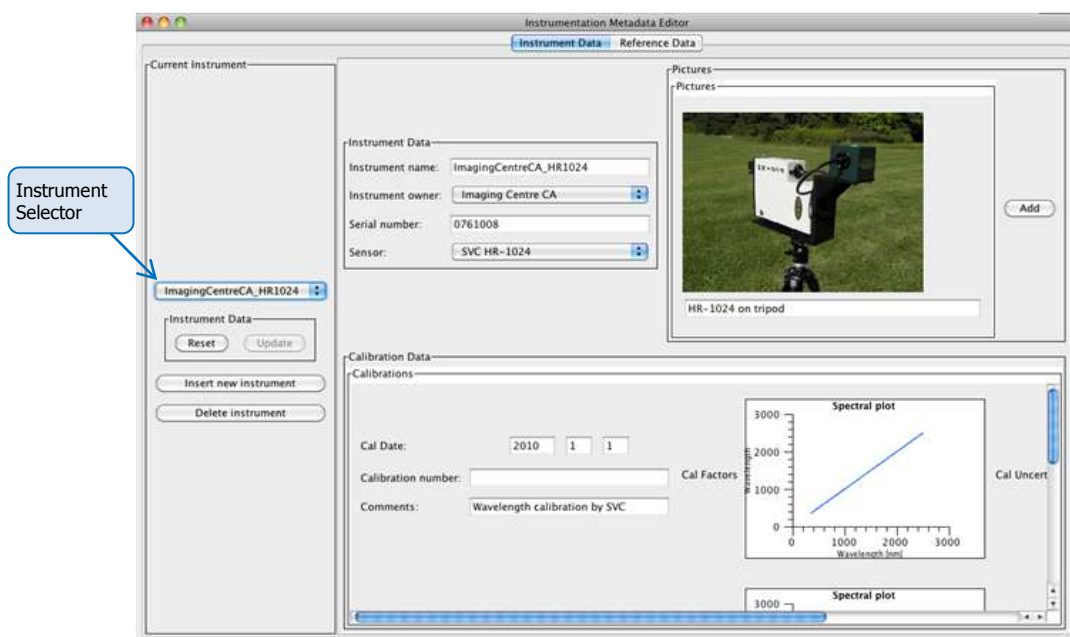 Instrumentation Metadata Editor
Instrument Data Reference Data
Current Instrument
Instrument
Selector
ImagingCentreCA_HR1024
Instrument Data
Reset Update
Insert new instrument
Delete instrument
Instrument Data
Instrument name: ImagingCentreCA_HR1024
Instrument owner: Imaging Centre CA
Serial number: 0761008
Sensor: SVC HR-1024
Pictures
Pictures
HR-1024 on tripod
Add
Calibration Data
Calibrations
Cal Date: 2010 1 1
Calibration number:
Comments: Wavelength calibration by SVC
Cal Factors
Spectral plot
3000
2000
1000
0
Wavelength
0 1000 2000 3000
Wavelength [nm]
Cal Uncert
Spectral plot
3000